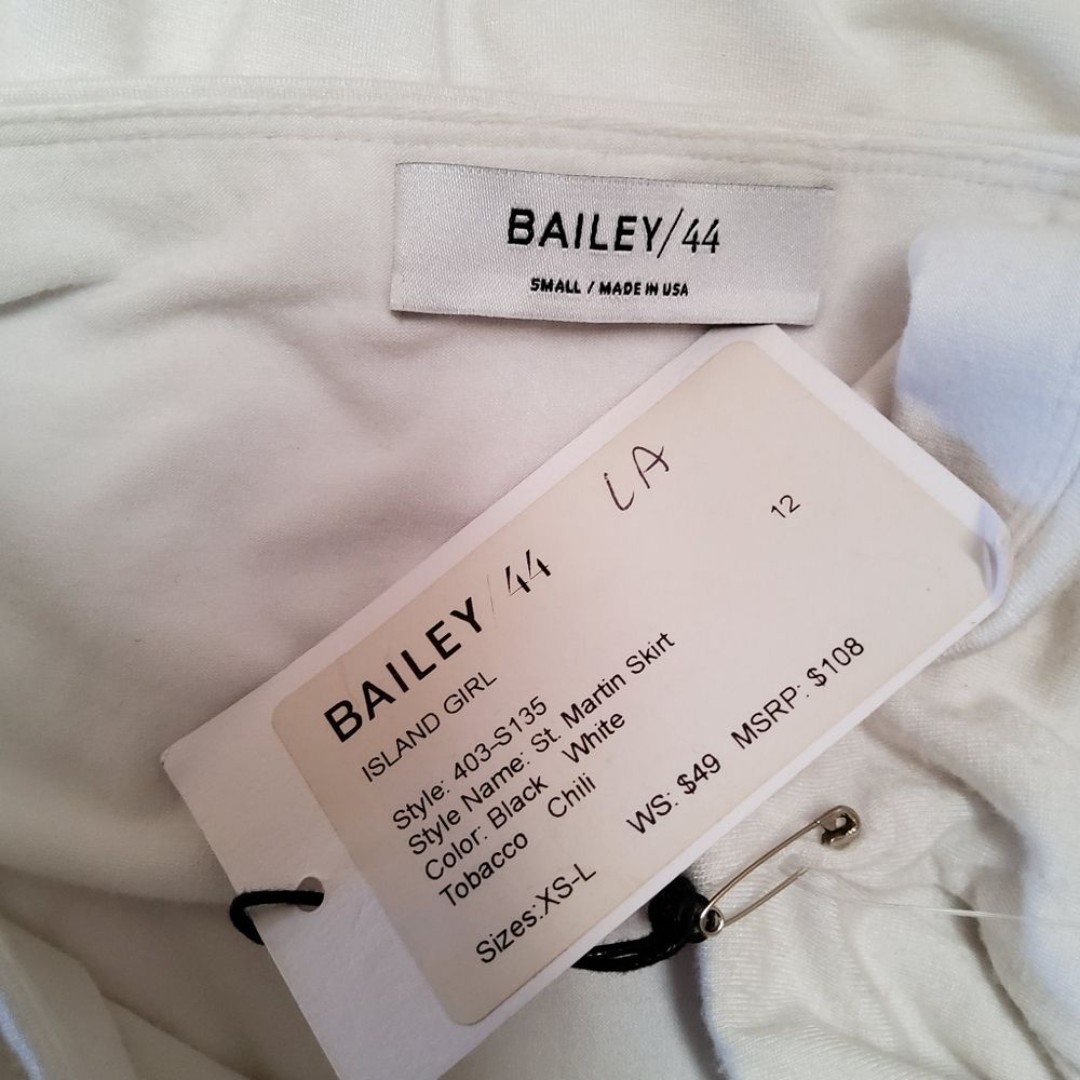 BAILEY/44
SMALL / MADE IN USA
LA
12
BAILEY/44
ISLAND GIRL
Style: 403-S135
Style Name: St. Martin Skirt
Color: Black White
Tobacco Chili
WS: $49 MSRP: $108
Sizes:XS-L